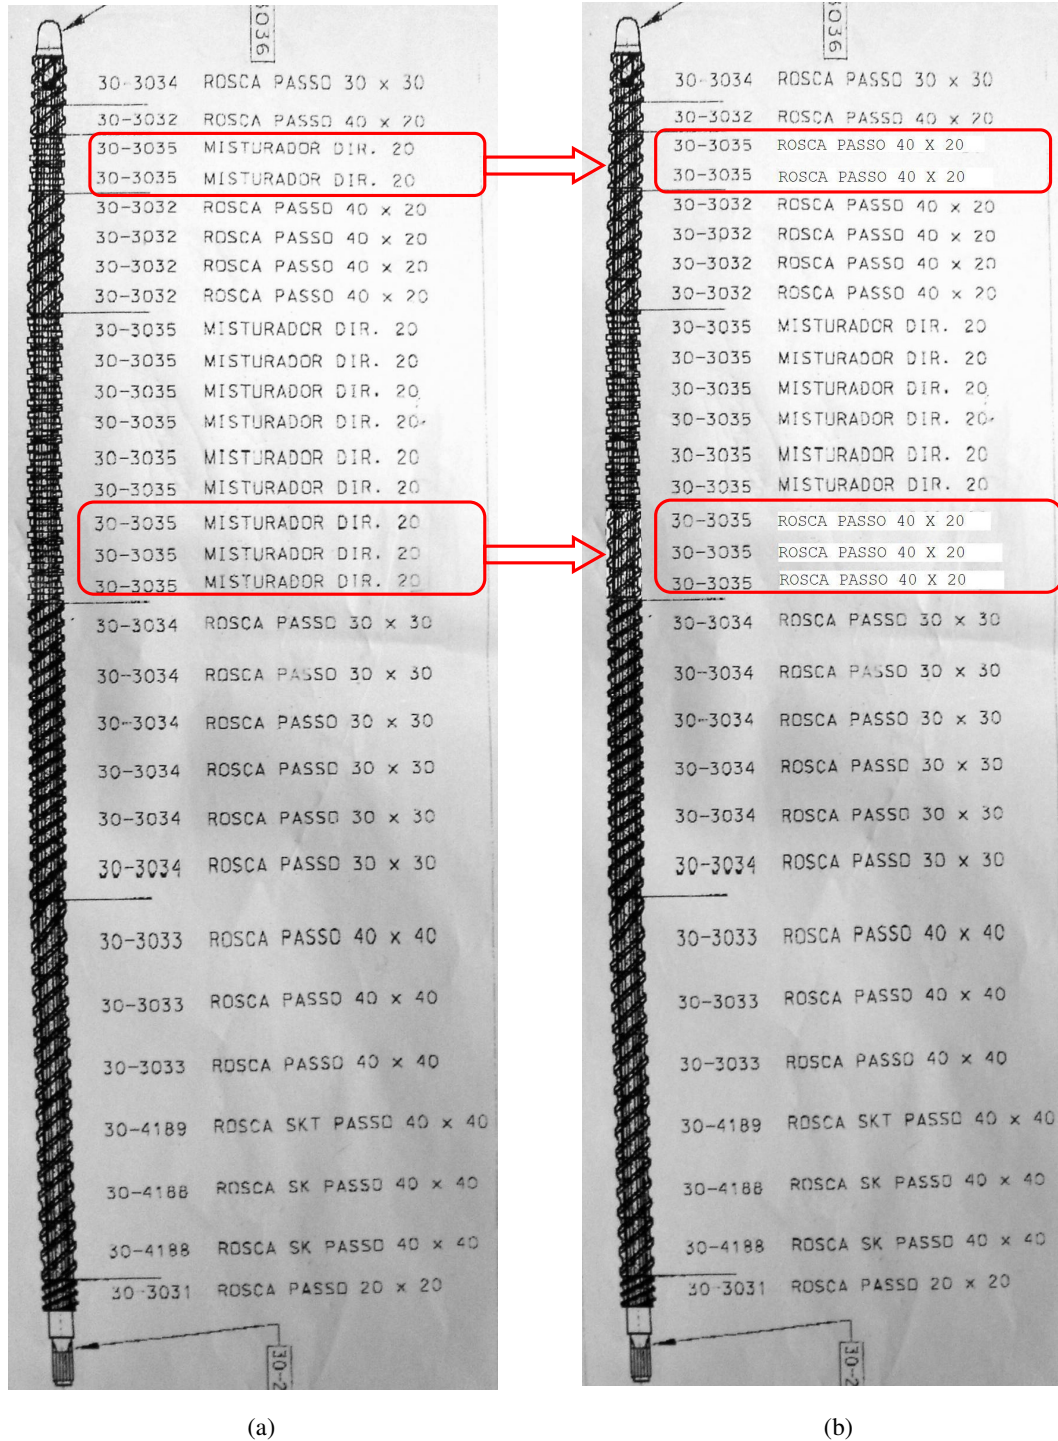 3036
30-3034 ROSCA PASSO 30 x 30
30-3032 ROSCA PASSO 40 x 20
30-3035 MISTURADOR DIR. 20
30-3035 MISTURADOR DIR. 20
30-3032 ROSCA PASSO 40 x 20
30-3032 ROSCA PASSO 40 x 20
30-3032 ROSCA PASSO 40 x 20
30-3032 ROSCA PASSO 40 x 20
30-3035 MISTURADOR DIR. 20
30-3035 MISTURADOR DIR. 20
30-3035 MISTURADOR DIR. 20
30-3035 MISTURADOR DIR. 20
30-3035 MISTURADOR DIR. 20
30-3035 MISTURADOR DIR. 20
30-3035 MISTURADOR DIR. 20
30-3035 MISTURADOR DIR. 20
30-3035 MISTURADOR DIR. 20
30-3034 ROSCA PASSO 30 x 30
30-3034 ROSCA PASSO 30 x 30
30-3034 ROSCA PASSO 30 x 30
30-3034 ROSCA PASSO 30 x 30
30-3034 ROSCA PASSO 30 x 30
30-3034 ROSCA PASSO 30 x 30
30-3033 ROSCA PASSO 40 x 40
30-3033 ROSCA PASSO 40 x 40
30-3033 ROSCA PASSO 40 x 40
30-4189 ROSCA SKT PASSO 40 x 40
30-4188 ROSCA SK PASSO 40 x 40
30-4188 ROSCA SK PASSO 40 x 40
30-3031 ROSCA PASSO 20 x 20
30-2
(a)
3036
30-3034 ROSCA PASSO 30 x 30
30-3032 ROSCA PASSO 40 x 20
30-3035 ROSCA PASSO 40 X 20
30-3035 ROSCA PASSO 40 X 20
30-3032 ROSCA PASSO 40 x 20
30-3032 ROSCA PASSO 40 x 20
30-3032 ROSCA PASSO 40 x 20
30-3032 ROSCA PASSO 40 x 20
30-3035 MISTURADOR DIR. 20
30-3035 MISTURADOR DIR. 20
30-3035 MISTURADOR DIR. 20
30-3035 MISTURADOR DIR. 20
30-3035 MISTURADOR DIR. 20
30-3035 MISTURADOR DIR. 20
30-3035 ROSCA PASSO 40 X 20
30-3035 ROSCA PASSO 40 X 20
30-3035 ROSCA PASSO 40 X 20
30-3034 ROSCA PASSO 30 x 30
30-3034 ROSCA PASSO 30 x 30
30-3034 ROSCA PASSO 30 x 30
30-3034 ROSCA PASSO 30 x 30
30-3034 ROSCA PASSO 30 x 30
30-3034 ROSCA PASSO 30 x 30
30-3033 ROSCA PASSO 40 x 40
30-3033 ROSCA PASSO 40 x 40
30-3033 ROSCA PASSO 40 x 40
30-4189 ROSCA SKT PASSO 40 x 40
30-4188 ROSCA SK PASSO 40 x 40
30-4188 ROSCA SK PASSO 40 x 40
30-3031 ROSCA PASSO 20 x 20
30-2
(b)